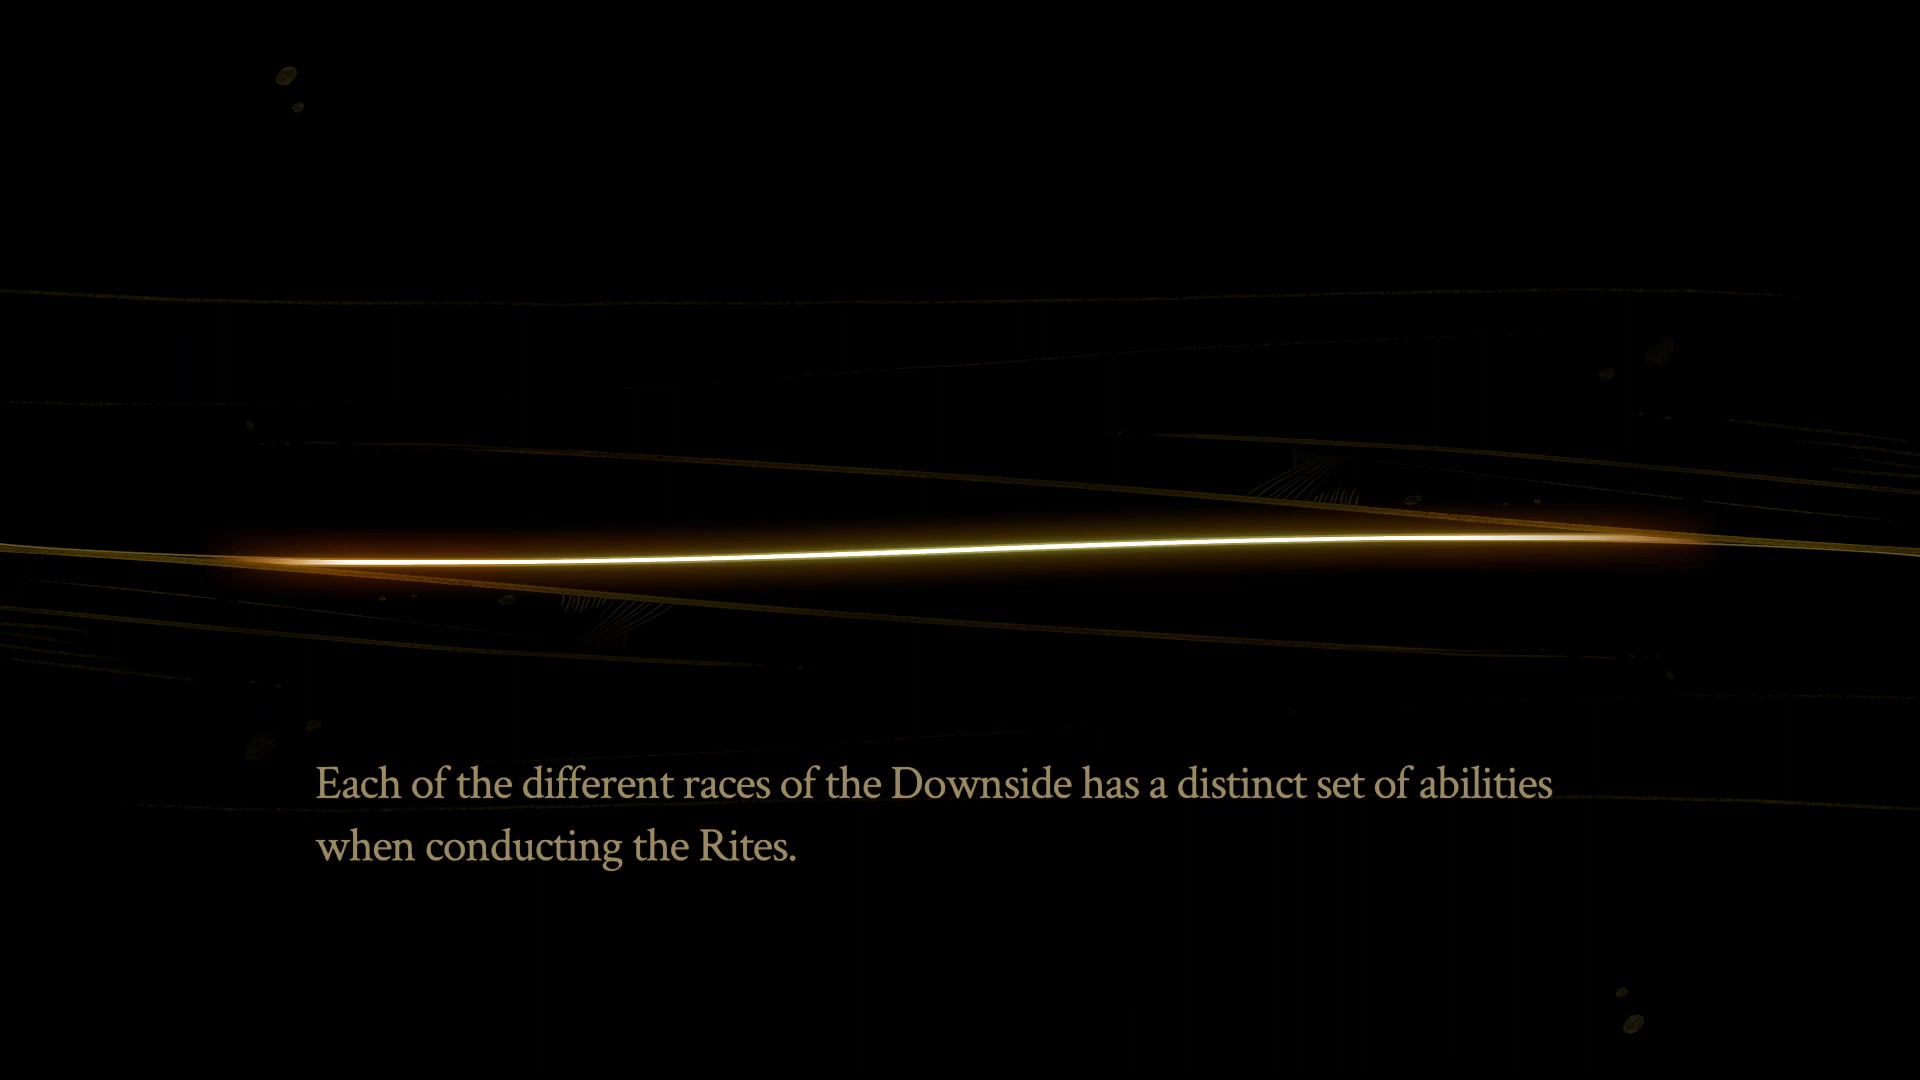 Each of the different races of the Downside has a distinct set of abilities
when conducting the Rites.